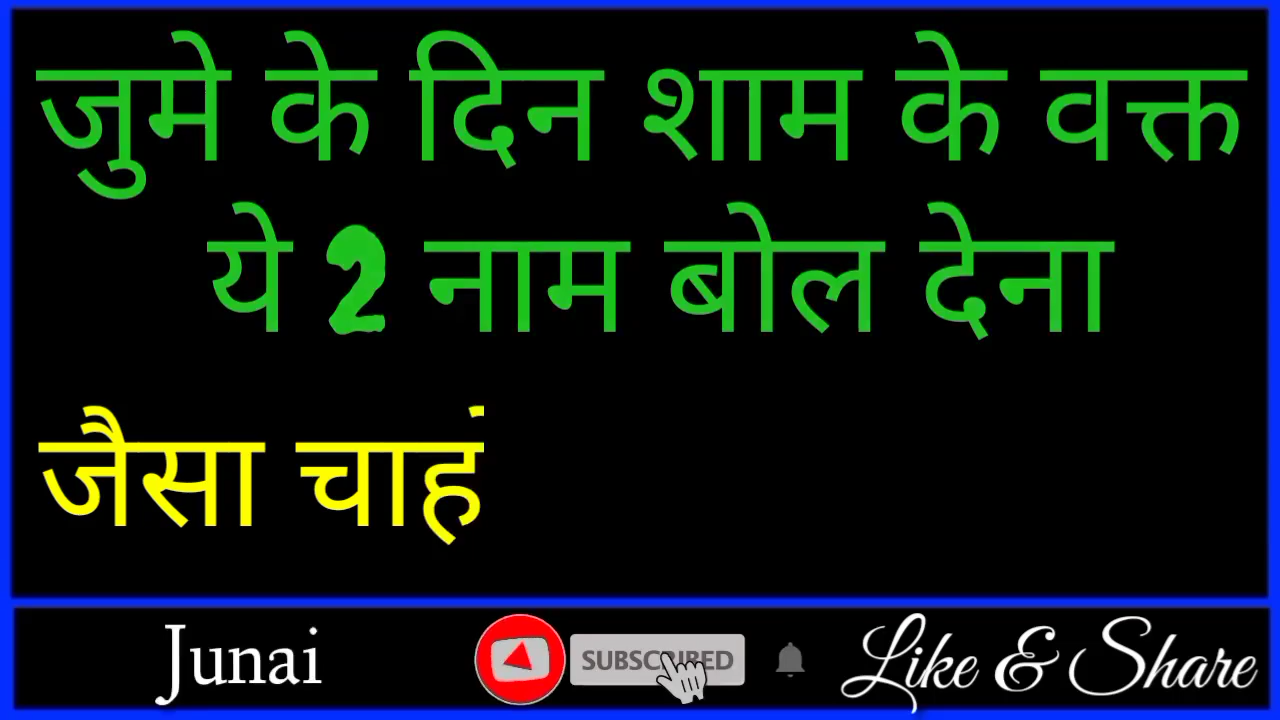 जुमे के दिन शाम के वक्त
ये 2 नाम बोल देना
जैसा
Junai
SUBSCRIBED
Like & Share